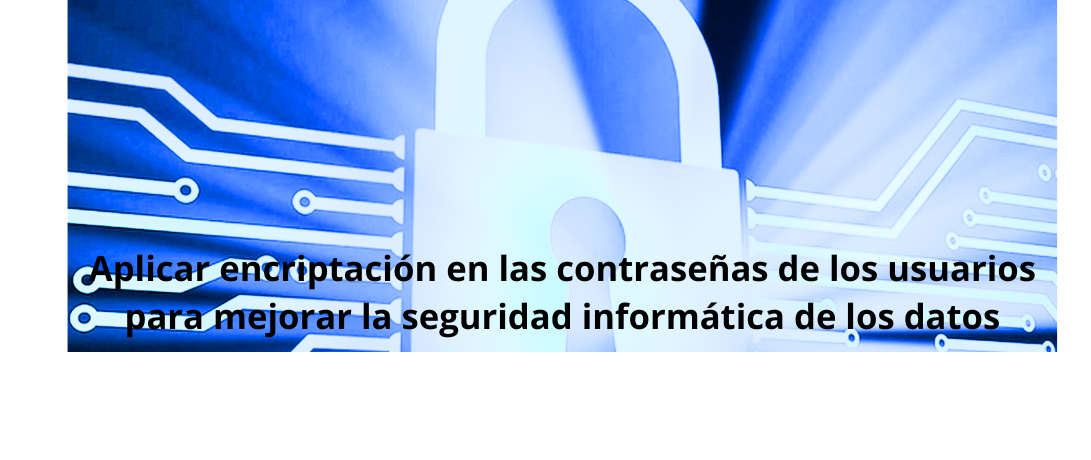 Aplicar encriptación en las contraseñas de los usuarios
para mejorar la seguridad informática de los datos